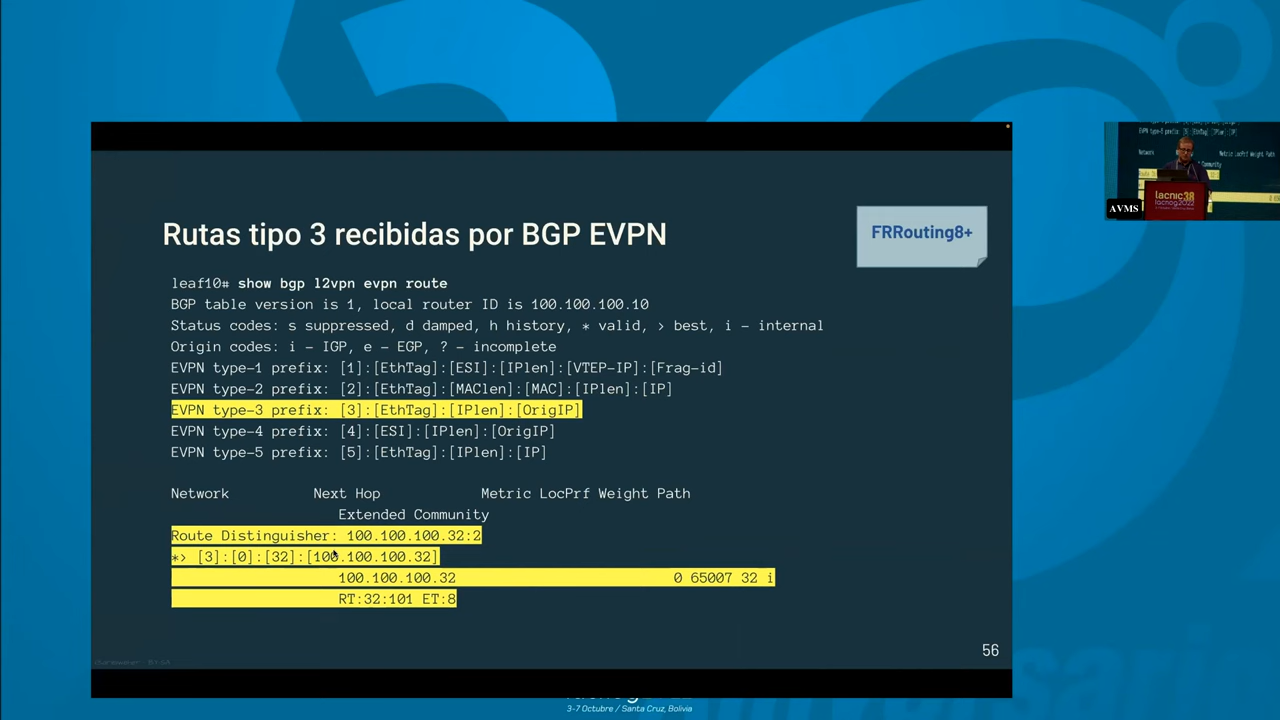 Rutas tipo 3 recibidas por BGP EVPN
FRRouting8+
leaf10# show bgp l2vpn evpn route
BGP table version is 1, local router ID is 100.100.100.10
Status codes: s suppressed, d damped, h history, * valid, > best, i - internal
Origin codes: i - IGP, e - EGP, ? - incomplete
EVPN type-1 prefix: [1]:[EthTag]:[ESI]:[IPlen]:[VTEP-IP]:[Frag-id]
EVPN type-2 prefix: [2]:[EthTag]:[MAClen]:[MAC]:[IPlen]:[IP]
EVPN type-3 prefix: [3]:[EthTag]:[IPlen]:[OrigIP]
EVPN type-4 prefix: [4]:[ESI]:[IPlen]:[OrigIP]
EVPN type-5 prefix: [5]:[EthTag]:[IPlen]:[IP]
Network Next Hop Metric LocPrf Weight Path
Extended Community
Route Distinguisher: 100.100.100.32:2
*> [3]:[0]:[32]:[100.100.100.32]
100.100.100.32 0 65007 32 i
RT:32:101 ET:8
56
AVMS
lacnic38
lacnog2022
3-7 Octubre / Santa Cruz, Bolivia